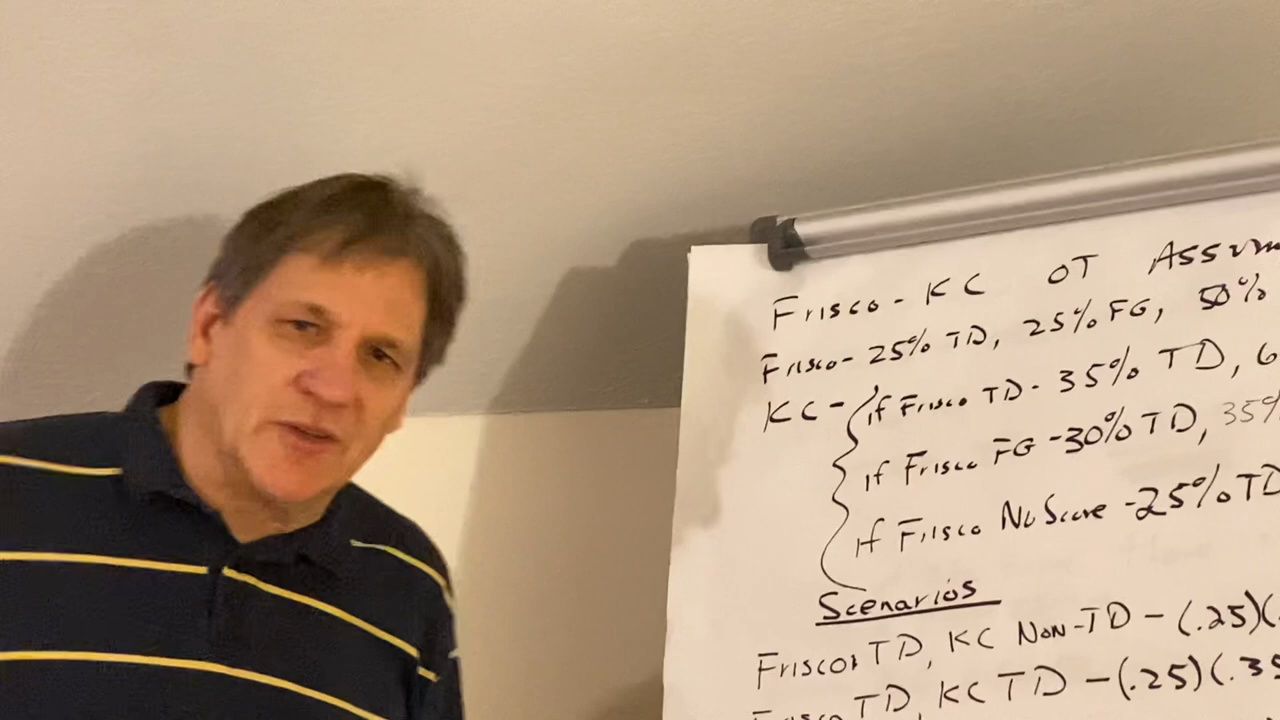 Frisco - KC OT Assum
Frisco - 25% TD, 25% FG, 50%
KC - if Frisco TD - 35% TD, 6
if Frisco FG - 30% TD, 35%
if Frisco No Score - 25% TD
Scenarios
Frisco TD, KC Non-TD - (.25)(.
Frisco TD, KC TD - (.25)(.35